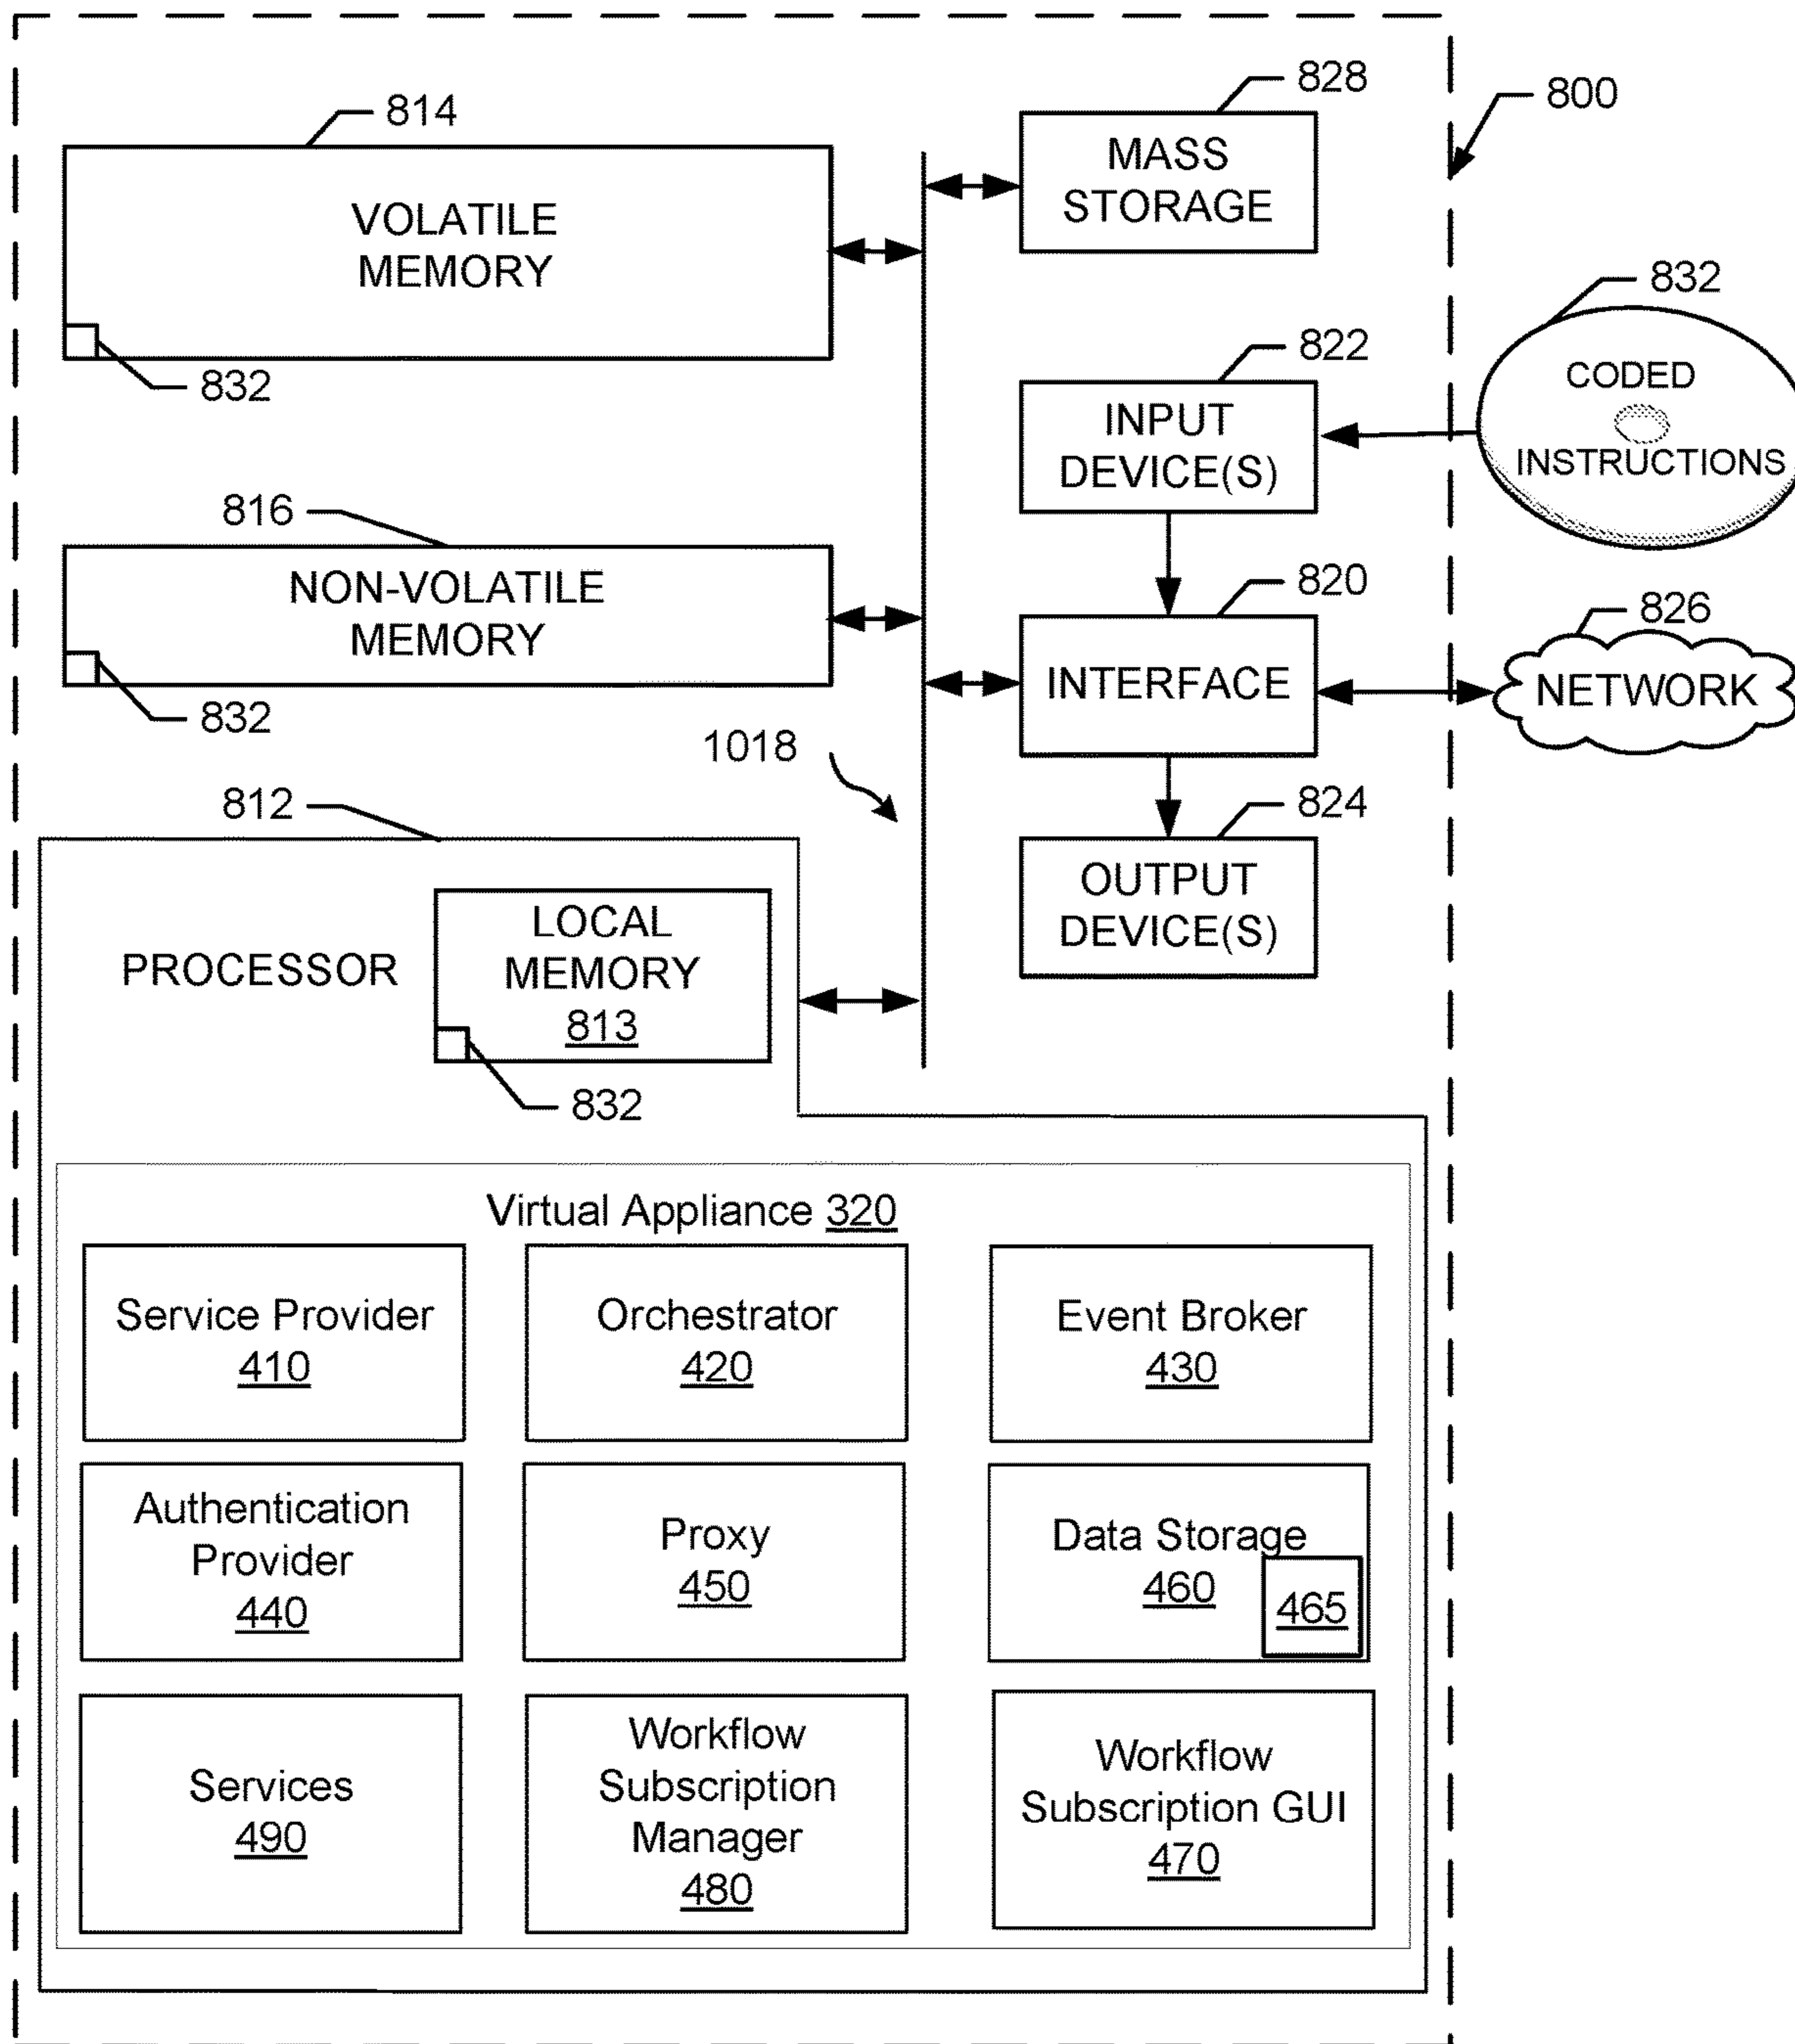 800
814
VOLATILE
MEMORY
832
828
MASS
STORAGE
822
INPUT
DEVICE(S)
832
CODED
INSTRUCTIONS
816
NON-VOLATILE
MEMORY
832
820
INTERFACE
826
NETWORK
1018
824
OUTPUT
DEVICE(S)
812
PROCESSOR
LOCAL
MEMORY
813
832
Virtual Appliance 320
Service Provider
410
Orchestrator
420
Event Broker
430
Authentication
Provider
440
Proxy
450
Data Storage
460
465
Services
490
Workflow
Subscription
Manager
480
Workflow
Subscription GUI
470